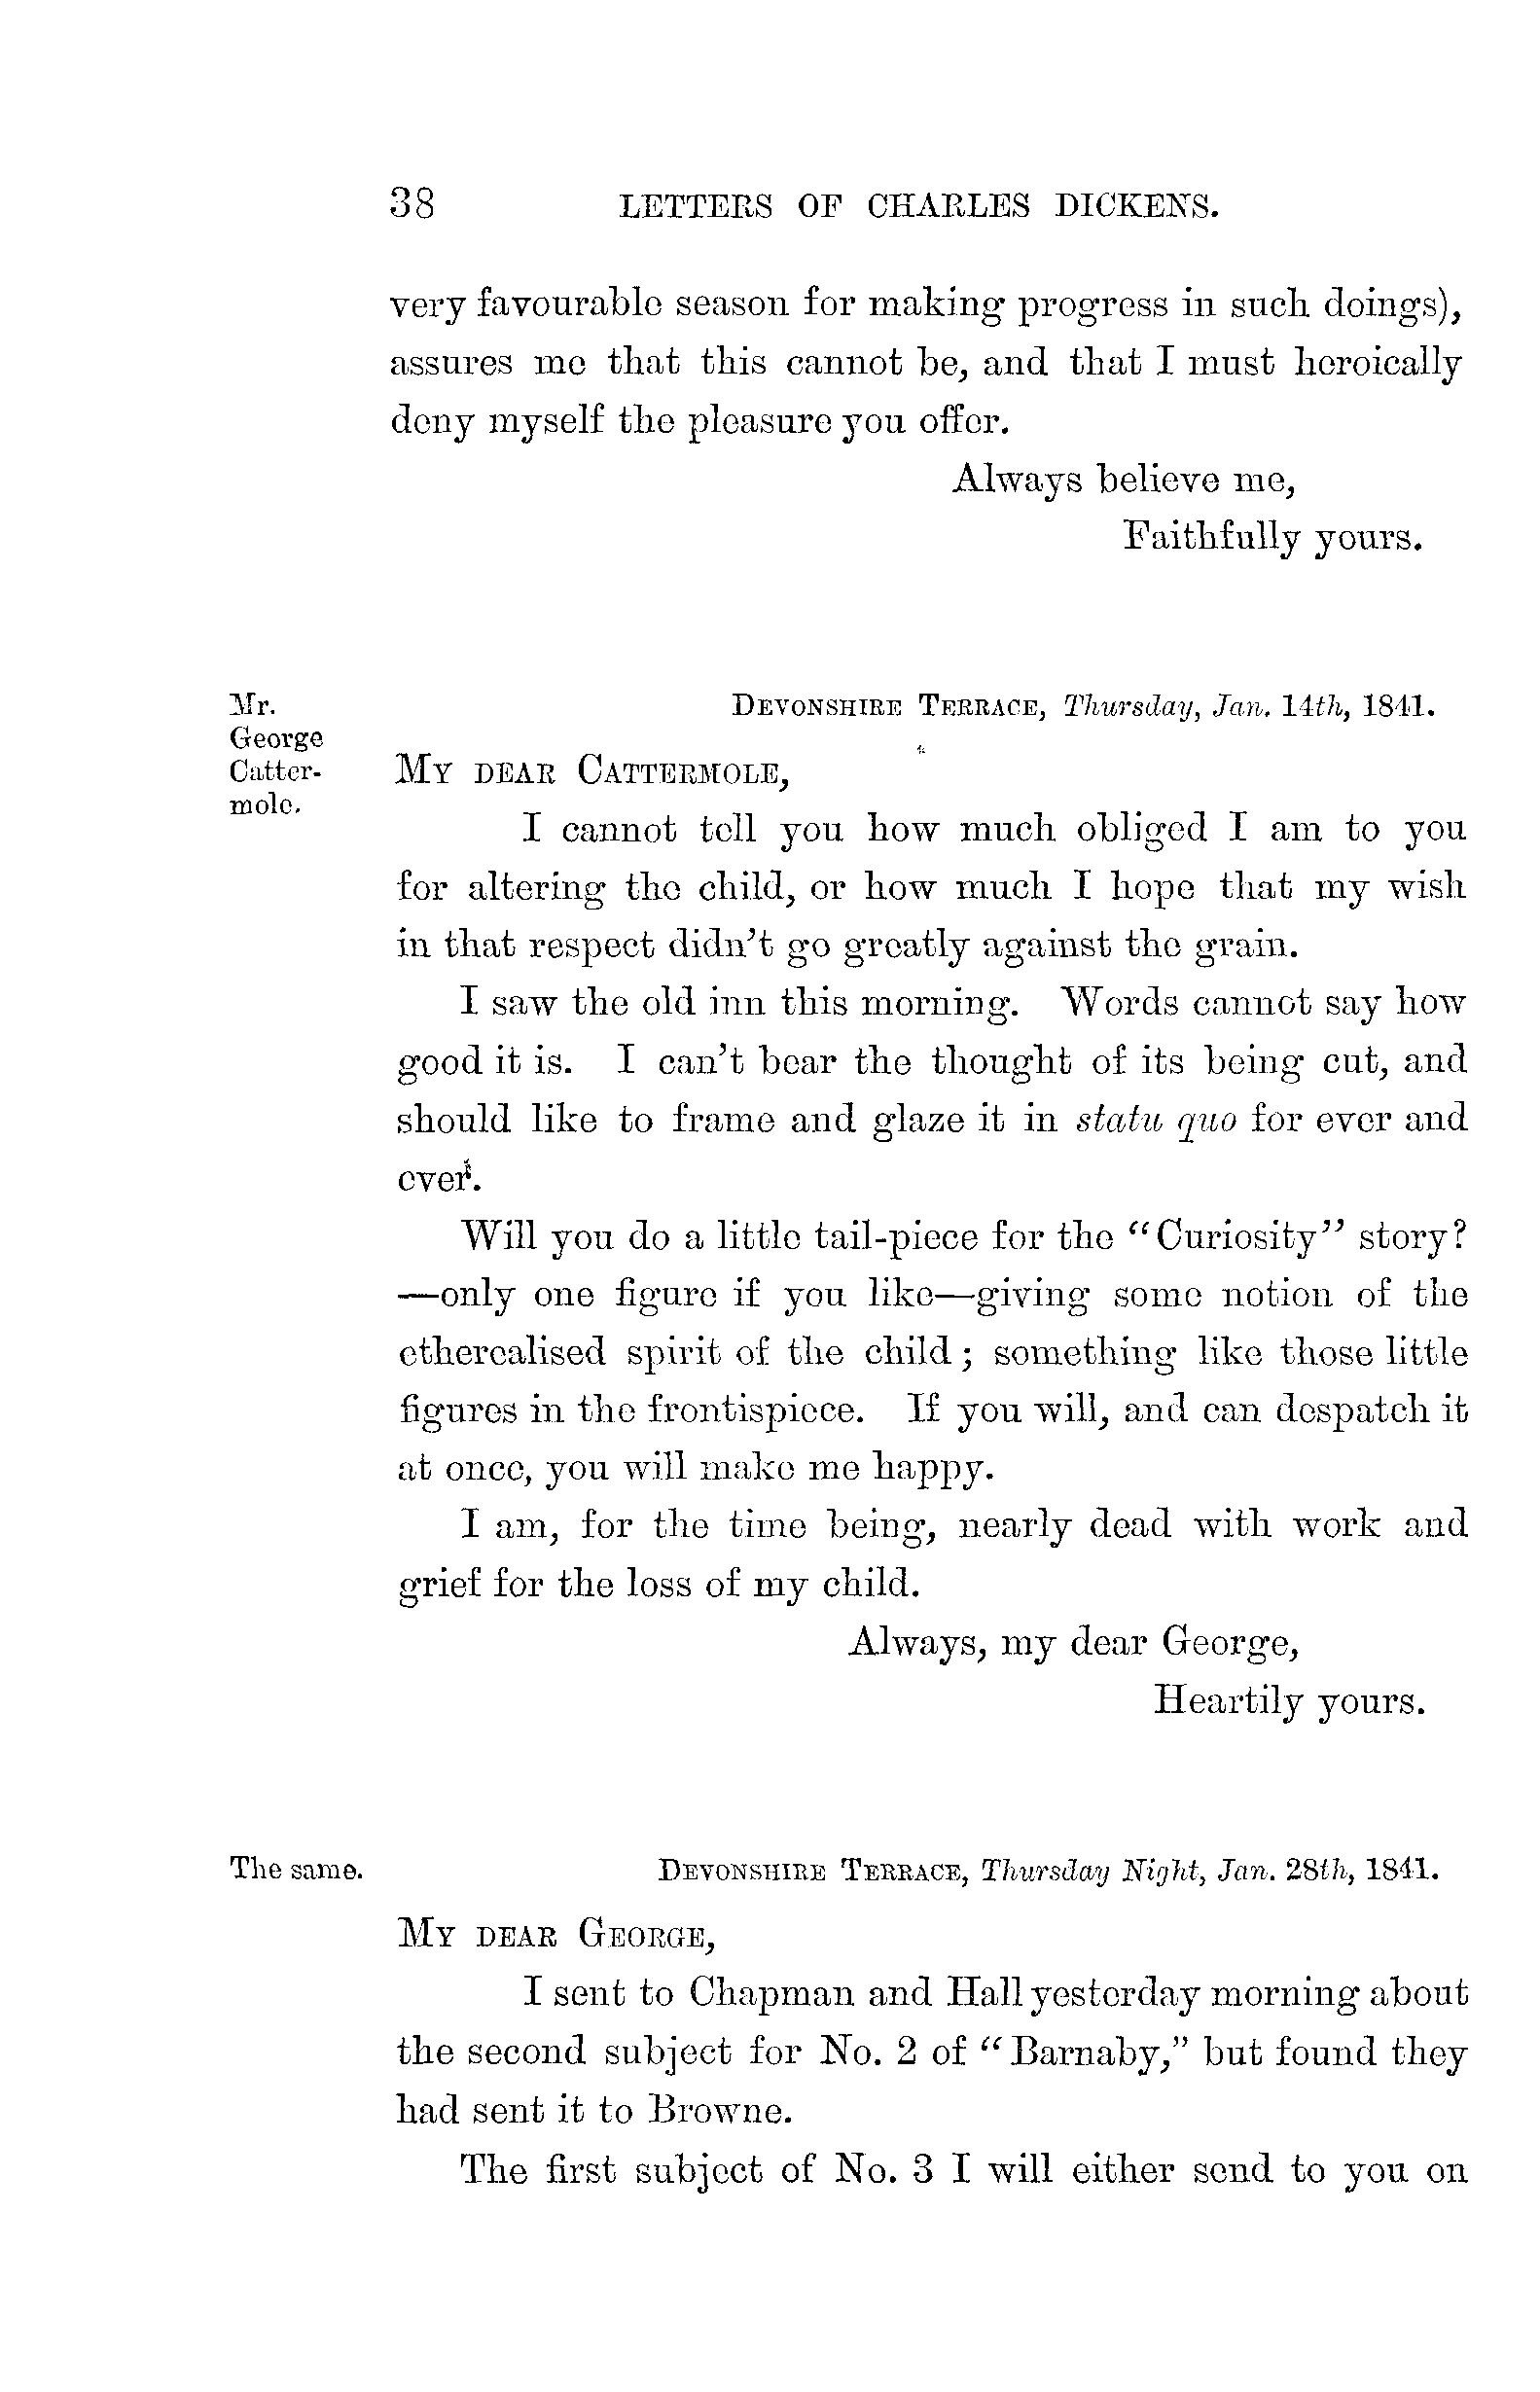 38 LETTERS OF CHARLES DICKENS.
very favourable season for making progress in such doings),
assures me that this cannot be, and that I must heroically
deny myself the pleasure you offer.
Always believe me,
Faithfully yours.
Mr.
George
Catter-
mole.
DEVONSHIRE TERRACE, Thursday, Jan. 14th, 1841.
MY DEAR CATTERMOLE,
I cannot tell you how much obliged I am to you
for altering the child, or how much I hope that my wish
in that respect didn't go greatly against the grain.
I saw the old inn this morning. Words cannot say how
good it is. I can't bear the thought of its being cut, and
should like to frame and glaze it in statu quo for ever and
ever.
Will you do a little tail-piece for the "Curiosity" story?
—only one figure if you like—giving some notion of the
etherealised spirit of the child; something like those little
figures in the frontispiece. If you will, and can despatch it
at once, you will make me happy.
I am, for the time being, nearly dead with work and
grief for the loss of my child.
Always, my dear George,
Heartily yours.
The same.
DEVONSHIRE TERRACE, Thursday Night, Jan. 28th, 1841.
MY DEAR GEORGE,
I sent to Chapman and Hall yesterday morning about
the second subject for No. 2 of "Barnaby," but found they
had sent it to Browne.
The first subject of No. 3 I will either send to you on